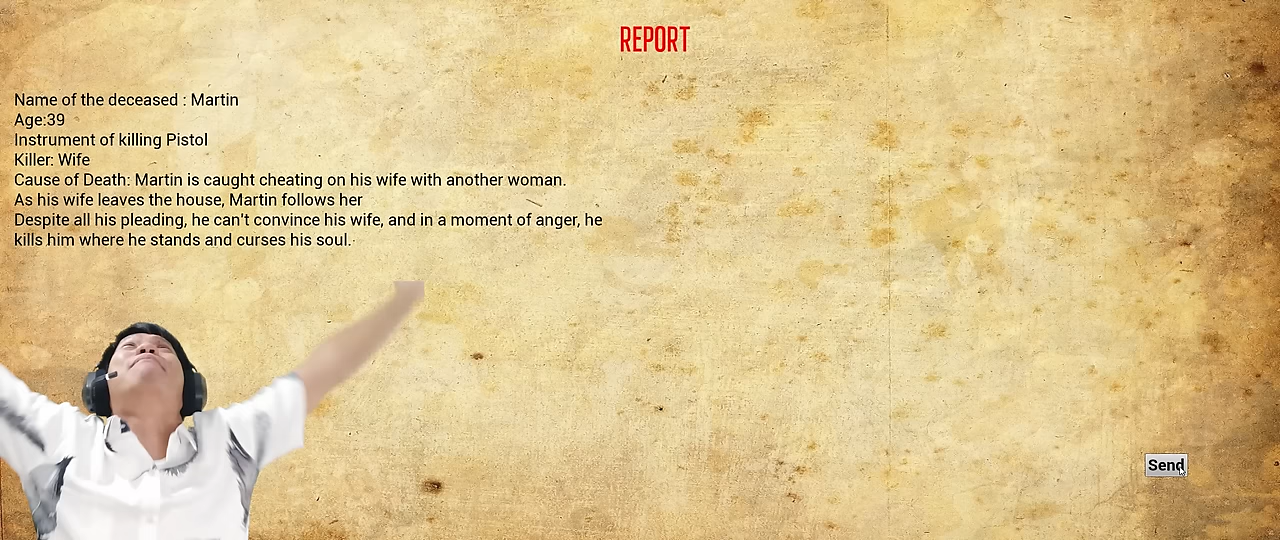 REPORT
Name of the deceased : Martin
Age:39
Instrument of killing Pistol
Killer: Wife
Cause of Death: Martin is caught cheating on his wife with another woman.
As his wife leaves the house, Martin follows her
Despite all his pleading, he can't convince his wife, and in a moment of anger, he
kills him where he stands and curses his soul.
Send